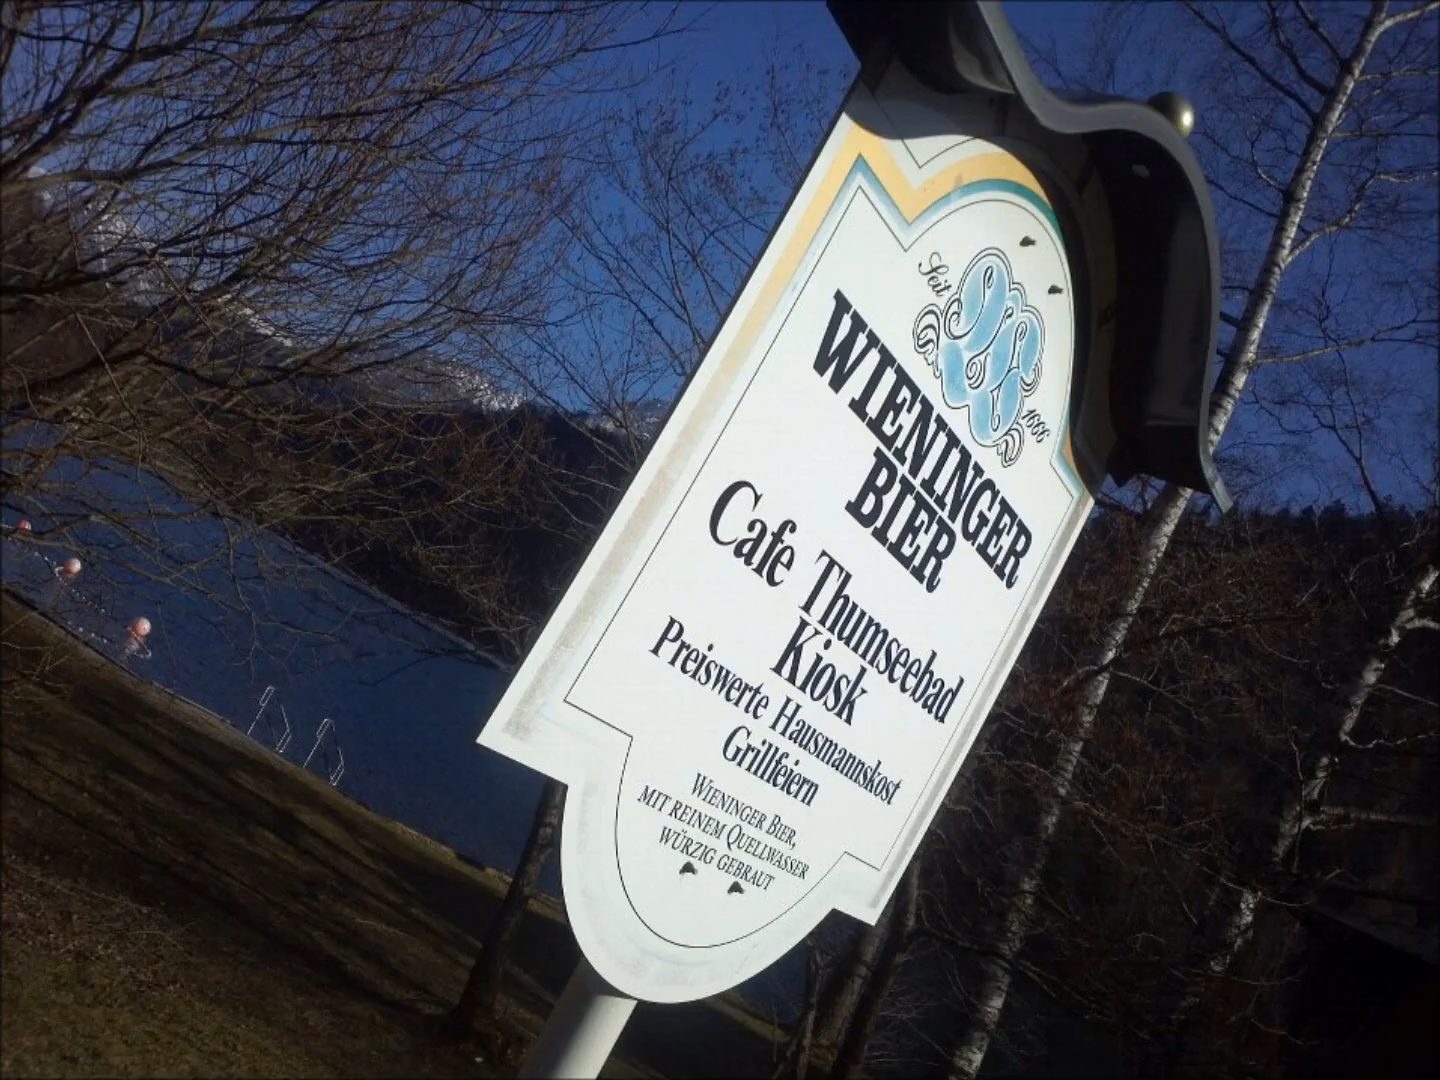 Seit
1666
WIENINGER
BIER
Cafe Thumseebad
Kiosk
Preiswerte Hausmannskost
Grillfeiern
WIENINGER BIER,
MIT REINEM QUELLWASSER
WÜRZIG GEBRAUT